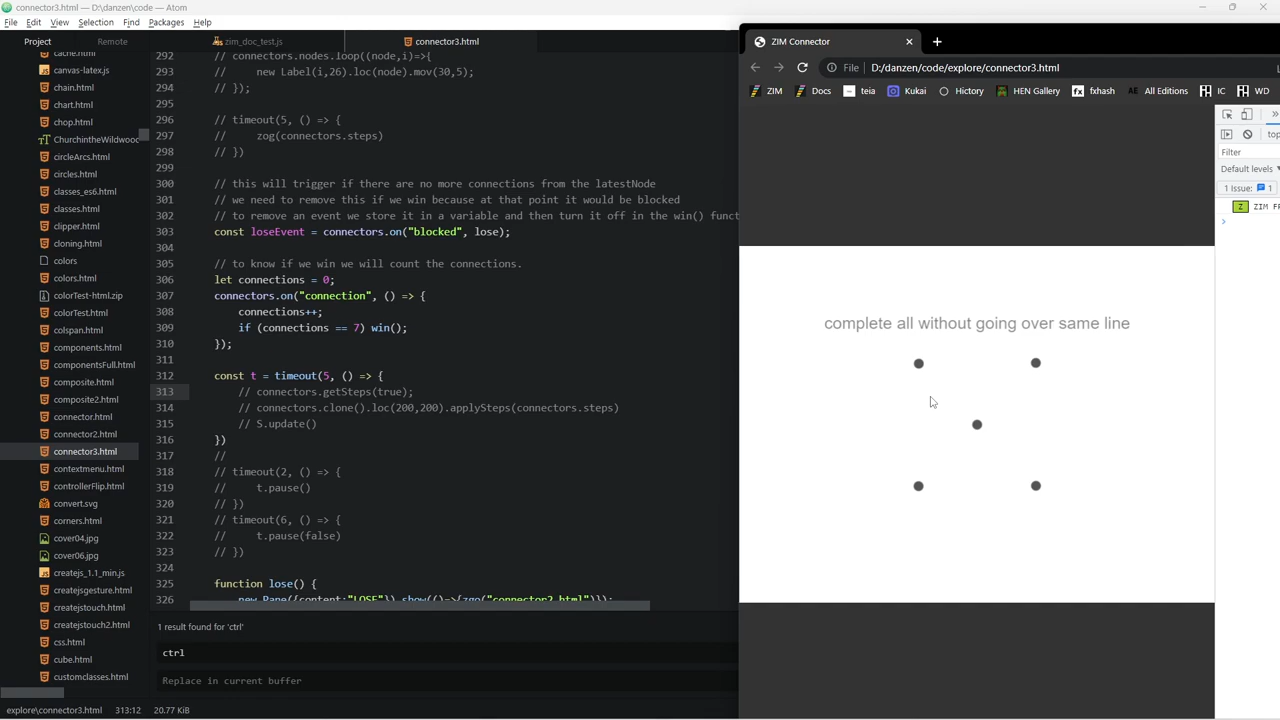 connector3.html — D:\danzen\code — Atom
File Edit View Selection Find Packages Help
Project Remote
zim_doc_test.js
connector3.html
cache.html
canvas-latex.js
chain.html
chart.html
chop.html
ChurchintheWildwood
circleArcs.html
circles.html
classes_es6.html
classes.html
clipper.html
cloning.html
colors
colors.html
colorTest-html.zip
colorTest.html
colspan.html
components.html
componentsFull.html
composite.html
composite2.html
connector.html
connector2.html
connector3.html
contextmenu.html
controllerFlip.html
convert.svg
corners.html
cover04.jpg
cover06.jpg
createjs_1.1_min.js
createjsgesture.html
createjstouch.html
createjstouch2.html
css.html
cube.html
customclasses.html
292 // connectors.nodes.loop((node,i)=>{
293 // new Label(i,26).loc(node).mov(30,5);
294 // });
295
296 // timeout(5, () => {
297 // zog(connectors.steps)
298 // })
299
300 // this will trigger if there are no more connections from the latestNode
301 // we need to remove this if we win because at that point it would be blocked
302 // to remove an event we store it in a variable and then turn it off in the win() funct
303 const loseEvent = connectors.on("blocked", lose);
304
305 // to know if we win we will count the connections.
306 let connections = 0;
307 connectors.on("connection", () => {
308 connections++;
309 if (connections == 7) win();
310 });
311
312 const t = timeout(5, () => {
313 // connectors.getSteps(true);
314 // connectors.clone().loc(200,200).applySteps(connectors.steps)
315 // S.update()
316 })
317 //
318 // timeout(2, () => {
319 // t.pause()
320 // })
321 // timeout(6, () => {
322 // t.pause(false)
323 // })
324
325 function lose() {
326 new Pane({content:"LOSE"}).show(()=>{zgo("connector2.html")});
1 result found for 'ctrl'
ctrl
Replace in current buffer
explore\connector3.html 313:12 20.77 KiB
ZIM Connector
File D:/danzen/code/explore/connector3.html
ZIM Docs teia Kukai Hictory HEN Gallery fx fxhash AE All Editions IC WD
top
Filter
Default levels
1 Issue: 1
Z ZIM FR
complete all without going over same line